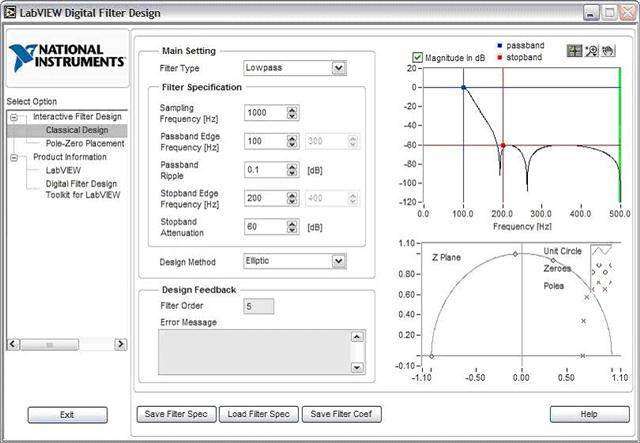 LabVIEW Digital Filter Design
NATIONAL
INSTRUMENTS
Select Option
Interactive Filter Design
Classical Design
Pole-Zero Placement
Product Information
LabVIEW
Digital Filter Design
Toolkit for LabVIEW
Exit
Main Setting
Filter Type
Lowpass
Filter Specification
Sampling
Frequency [Hz]
1000
Passband Edge
Frequency [Hz]
100
300
Passband
Ripple
0.1
[dB]
Stopband Edge
Frequency [Hz]
200
400
Stopband
Attenuation
60
[dB]
Design Method
Elliptic
Design Feedback
Filter Order
5
Error Message
Save Filter Spec
Load Filter Spec
Save Filter Coef
Help
Magnitude in dB
passband
stopband
20
0
-20
-40
-60
-80
-100
-120
0.0
100.0
200.0
300.0
400.0
500.0
Frequency [Hz]
Z Plane
Unit Circle
Zeroes
Poles
1.10
0.80
0.60
0.40
0.20
-0.10
-1.10
0.00
1.10